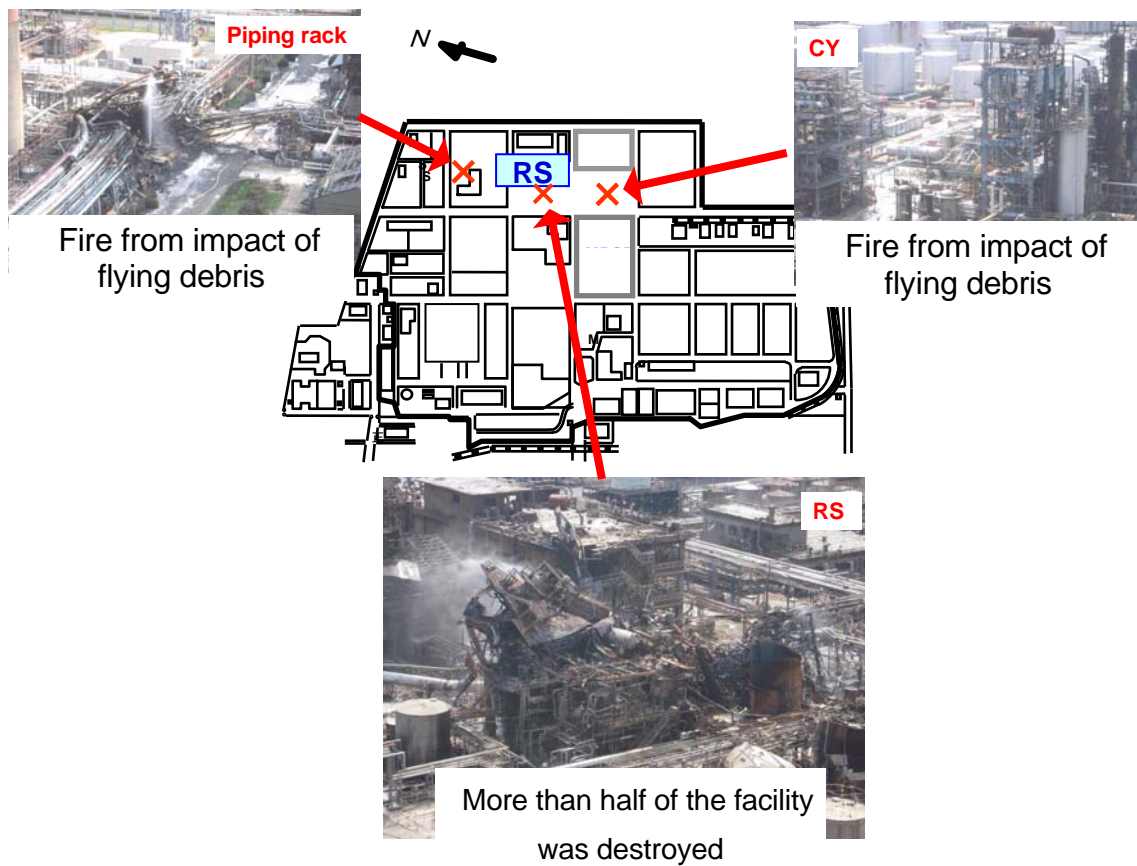 Piping rack
N
CY
RS
Fire from impact of
flying debris
Fire from impact of
flying debris
M
RS
More than half of the facility
was destroyed